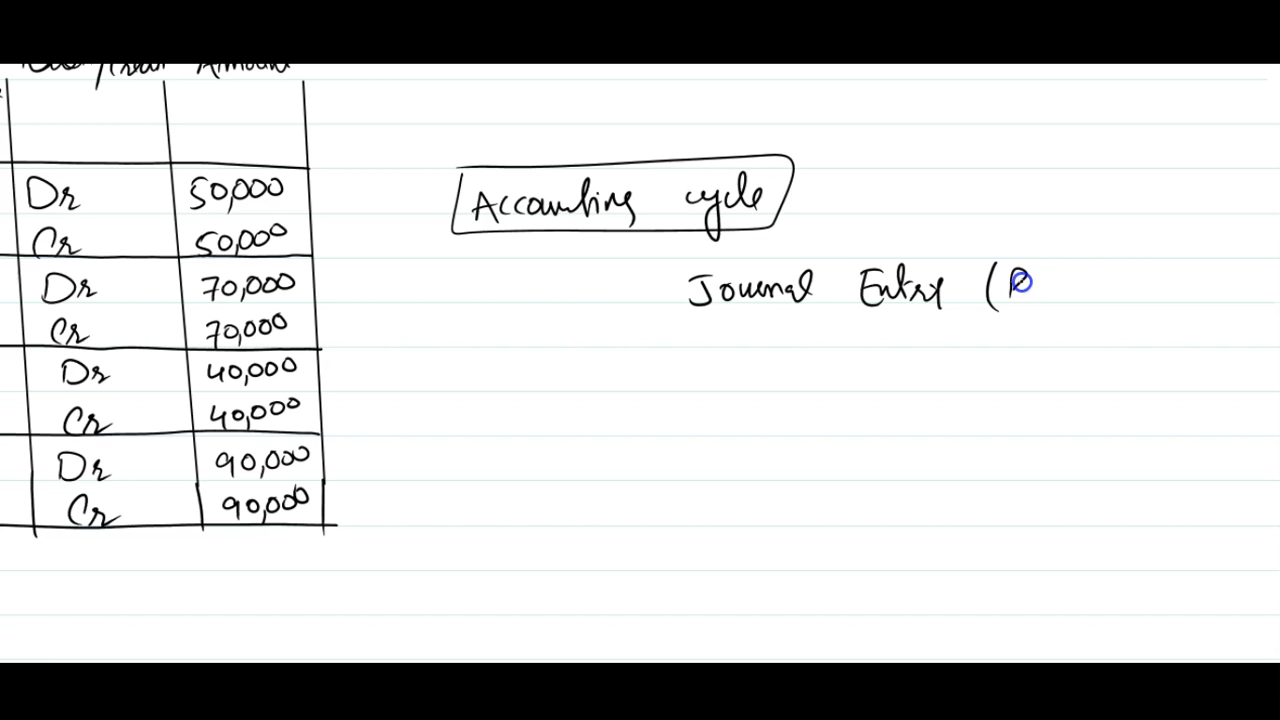 Amount
Dr 50,000
Cr 50,000
Dr 70,000
Cr 70,000
Dr 40,000
Cr 40,000
Dr 90,000
Cr 90,000
Accounting cycle
Journal Entry (